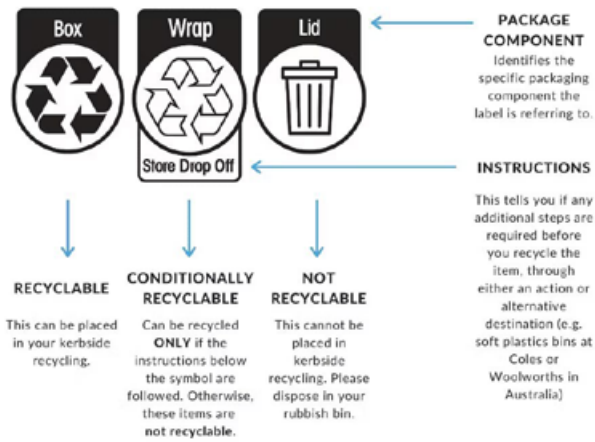 Box
Wrap
Lid
Store Drop Off
PACKAGE
COMPONENT
Identifies the
specific packaging
component the
label is referring to.
INSTRUCTIONS
This tells you if any
additional steps are
required before
you recycle the
item, through
either an action or
alternative
destination (e.g.
soft plastics bins at
Coles or
Woolworths in
Australia)
RECYCLABLE
This can be placed
in your kerbside
recycling.
CONDITIONALLY
RECYCLABLE
Can be recycled
ONLY if the
instructions below
the symbol are
followed. Otherwise,
these items are
not recyclable.
NOT
RECYCLABLE
This cannot be
placed in
kerbside
recycling. Please
dispose in your
rubbish bin.